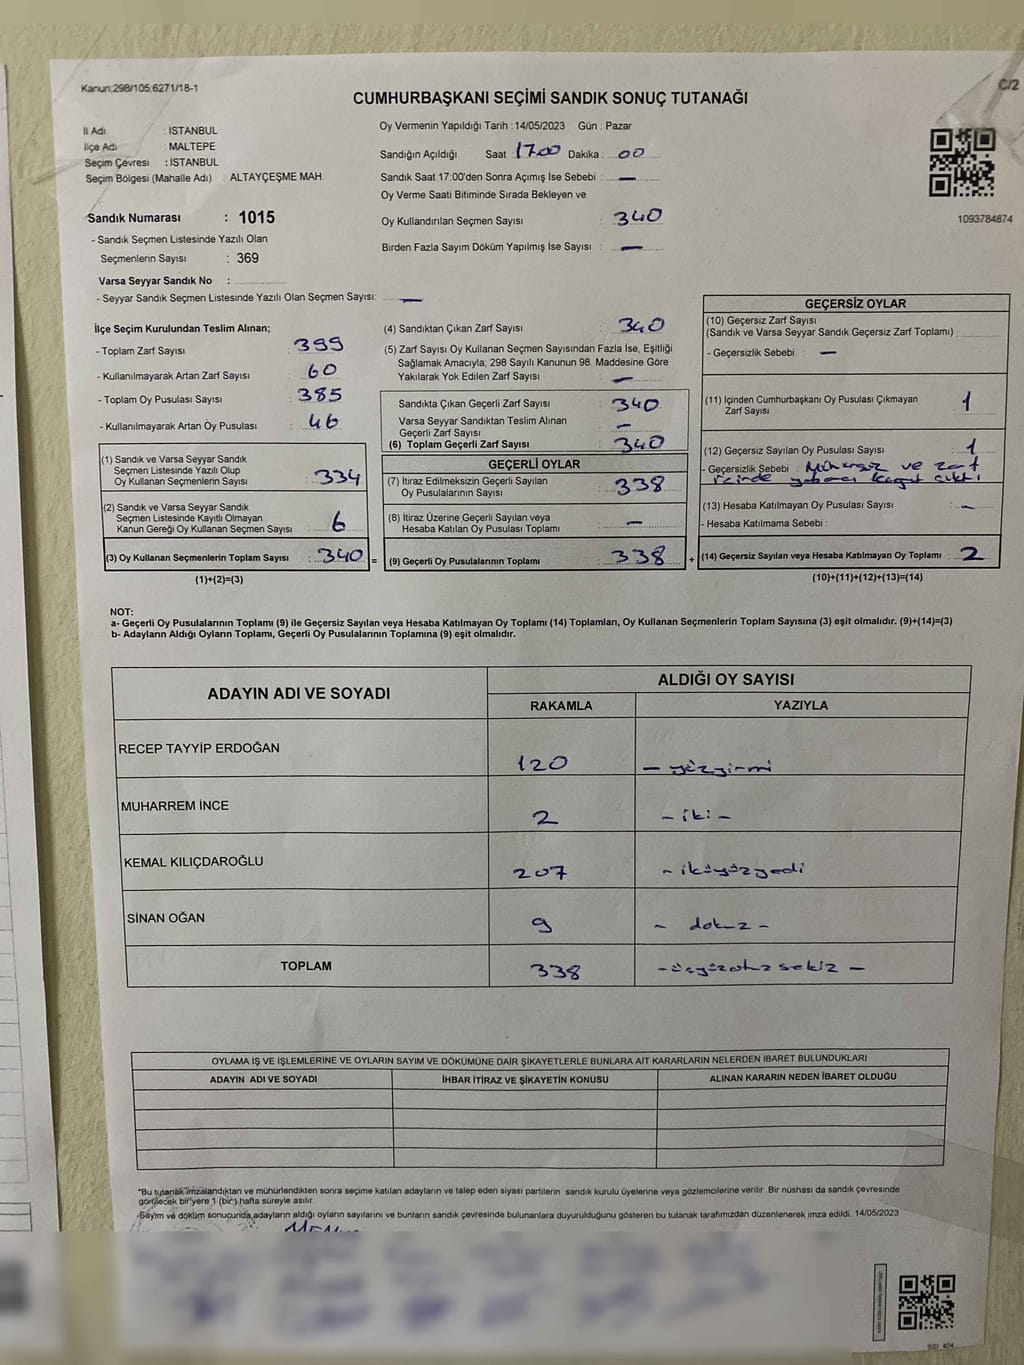 Kanun:298/105;6271/18-1
C/2
CUMHURBAŞKANI SEÇİMİ SANDIK SONUÇ TUTANAĞI
İl Adı : İSTANBUL
İlçe Adı : MALTEPE
Seçim Çevresi : İSTANBUL
Seçim Bölgesi (Mahalle Adı) : ALTAYÇEŞME MAH.
Oy Vermenin Yapıldığı Tarih : 14/05/2023 Gün : Pazar
Sandığın Açıldığı Saat 17.00 Dakika : 00
Sandık Saat 17:00'den Sonra Açımış İse Sebebi : —
Oy Verme Saati Bitiminde Sırada Bekleyen ve
Oy Kullandırılan Seçmen Sayısı : 340
Birden Fazla Sayım Döküm Yapılmış İse Sayısı : —
1093784874
Sandık Numarası : 1015
- Sandık Seçmen Listesinde Yazılı Olan
Seçmenlerin Sayısı : 369
Varsa Seyyar Sandık No :
- Seyyar Sandık Seçmen Listesinde Yazılı Olan Seçmen Sayısı: —
İlçe Seçim Kurulundan Teslim Alınan;
- Toplam Zarf Sayısı : 399
- Kullanılmayarak Artan Zarf Sayısı : 60
- Toplam Oy Pusulası Sayısı : 385
- Kullanılmayarak Artan Oy Pusulası : 46
(1) Sandık ve Varsa Seyyar Sandık
Seçmen Listesinde Yazılı Olup
Oy Kullanan Seçmenlerin Sayısı : 334
(2) Sandık ve Varsa Seyyar Sandık
Seçmen Listesinde Kayıtlı Olmayan
Kanun Gereği Oy Kullanan Seçmen Sayısı : 6
(3) Oy Kullanan Seçmenlerin Toplam Sayısı : 340 =
(1)+(2)=(3)
(4) Sandıktan Çıkan Zarf Sayısı : 340
(5) Zarf Sayısı Oy Kullanan Seçmen Sayısından Fazla İse, Eşitliği
Sağlamak Amacıyla; 298 Sayılı Kanunun 98. Maddesine Göre
Yakılarak Yok Edilen Zarf Sayısı : —
Sandıkta Çıkan Geçerli Zarf Sayısı : 340
Varsa Seyyar Sandıktan Teslim Alınan
Geçerli Zarf Sayısı : —
(6) Toplam Geçerli Zarf Sayısı : 340
GEÇERLİ OYLAR
(7) İtiraz Edilmeksizin Geçerli Sayılan
Oy Pusulalarının Sayısı : 338
(8) İtiraz Üzerine Geçerli Sayılan veya
Hesaba Katılan Oy Pusulası Toplamı : —
(9) Geçerli Oy Pusulalarının Toplamı : 338 +
GEÇERSİZ OYLAR
(10) Geçersiz Zarf Sayısı
(Sandık ve Varsa Seyyar Sandık Geçersiz Zarf Toplamı) :
- Geçersizlik Sebebi : —
(11) İçinden Cumhurbaşkanı Oy Pusulası Çıkmayan
Zarf Sayısı : 1
(12) Geçersiz Sayılan Oy Pusulası Sayısı : 1
- Geçersizlik Sebebi : Mühürsüz ve zarf
içinde yabancı kağıt çıktı
(13) Hesaba Katılmayan Oy Pusulası Sayısı : —
- Hesaba Katılmama Sebebi :
(14) Geçersiz Sayılan veya Hesaba Katılmayan Oy Toplamı : 2
(10)+(11)+(12)+(13)=(14)
NOT:
a- Geçerli Oy Pusulalarının Toplamı (9) ile Geçersiz Sayılan veya Hesaba Katılmayan Oy Toplamı (14) Toplamları, Oy Kullanan Seçmenlerin Toplam Sayısına (3) eşit olmalıdır. (9)+(14)=(3)
b- Adayların Aldığı Oyların Toplamı, Geçerli Oy Pusulalarının Toplamına (9) eşit olmalıdır.
ADAYIN ADI VE SOYADI ALDIĞI OY SAYISI
RAKAMLA YAZIYLA
RECEP TAYYİP ERDOĞAN 120 — yüzyirmi
MUHARREM İNCE 2 - iki -
KEMAL KILIÇDAROĞLU 207 - ikiyüzyedi
SİNAN OĞAN 9 - dokuz -
TOPLAM 338 - üçyüzotuzsekiz —
OYLAMA İŞ VE İŞLEMLERİNE VE OYLARIN SAYIM VE DÖKÜMÜNE DAİR ŞİKAYETLERLE BUNLARA AİT KARARLARIN NELERDEN İBARET BULUNDUKLARI
ADAYIN ADI VE SOYADI İHBAR İTİRAZ VE ŞİKAYETİN KONUSU ALINAN KARARIN NEDEN İBARET OLDUĞU
*Bu tutanak imzalandıktan ve mühürlendikten sonra seçime katılan adayların ve talep eden siyasi partilerin sandık kurulu üyelerine veya gözlemcilerine verilir. Bir nüshası da sandık çevresinde
görülecek bir yere 1 (bir) hafta süreyle asılır.
Sayım ve döküm sonucunda adayların aldığı oyların sayılarını ve bunların sandık çevresinde bulunanlara duyurulduğunu gösteren bu tutanak tarafımızdan düzenlenerek imza edildi. 14/05/2023